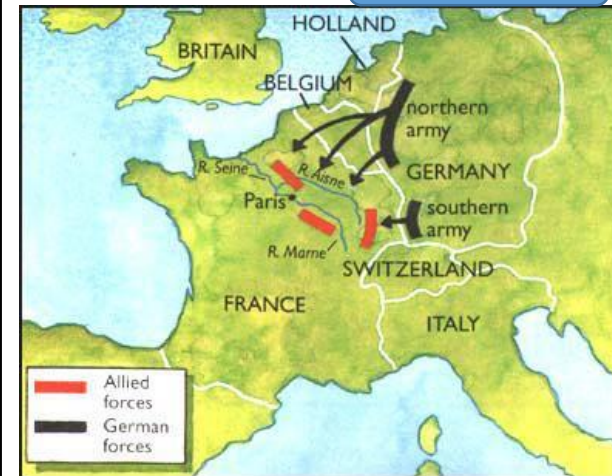 HOLLAND
BRITAIN
BELGIUM
northern
army
R. Seine
R. Aisne
GERMANY
Paris
southern
army
R. Marne
SWITZERLAND
FRANCE
ITALY
Allied
forces
German
forces